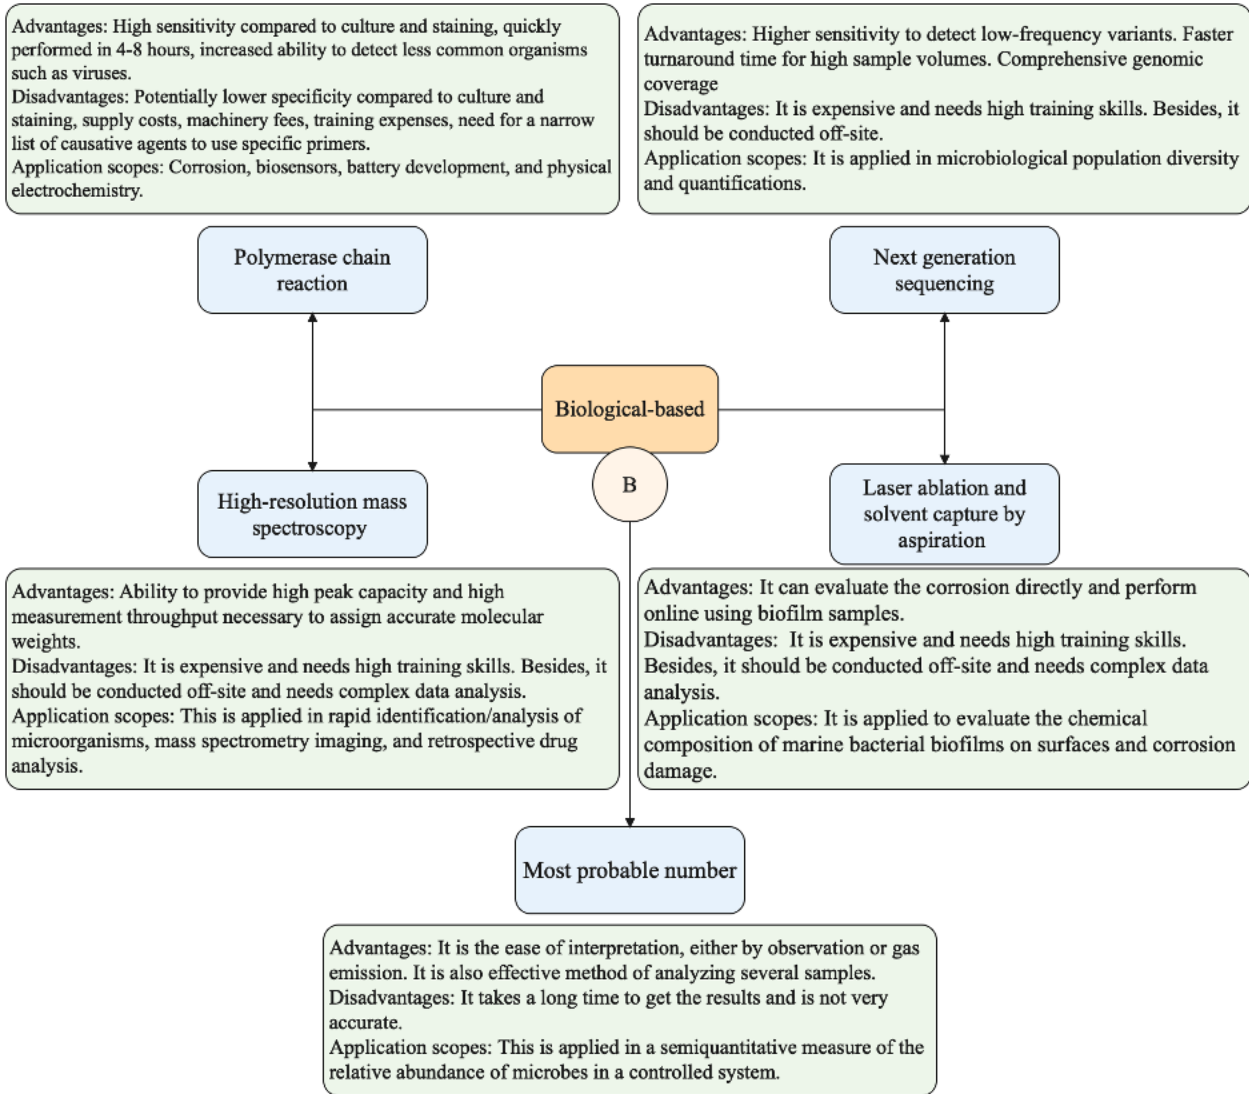 Advantages: High sensitivity compared to culture and staining, quickly
performed in 4-8 hours, increased ability to detect less common organisms
such as viruses.
Disadvantages: Potentially lower specificity compared to culture and
staining, supply costs, machinery fees, training expenses, need for a narrow
list of causative agents to use specific primers.
Application scopes: Corrosion, biosensors, battery development, and physical
electrochemistry.
Advantages: Higher sensitivity to detect low-frequency variants. Faster
turnaround time for high sample volumes. Comprehensive genomic
coverage
Disadvantages: It is expensive and needs high training skills. Besides, it
should be conducted off-site.
Application scopes: It is applied in microbiological population diversity
and quantifications.
Polymerase chain
reaction
Next generation
sequencing
Biological-based
B
High-resolution mass
spectroscopy
Laser ablation and
solvent capture by
aspiration
Advantages: Ability to provide high peak capacity and high
measurement throughput necessary to assign accurate molecular
weights.
Disadvantages: It is expensive and needs high training skills. Besides, it
should be conducted off-site and needs complex data analysis.
Application scopes: This is applied in rapid identification/analysis of
microorganisms, mass spectrometry imaging, and retrospective drug
analysis.
Advantages: It can evaluate the corrosion directly and perform
online using biofilm samples.
Disadvantages: It is expensive and needs high training skills.
Besides, it should be conducted off-site and needs complex data
analysis.
Application scopes: It is applied to evaluate the chemical
composition of marine bacterial biofilms on surfaces and corrosion
damage.
Most probable number
Advantages: It is the ease of interpretation, either by observation or gas
emission. It is also effective method of analyzing several samples.
Disadvantages: It takes a long time to get the results and is not very
accurate.
Application scopes: This is applied in a semiquantitative measure of the
relative abundance of microbes in a controlled system.